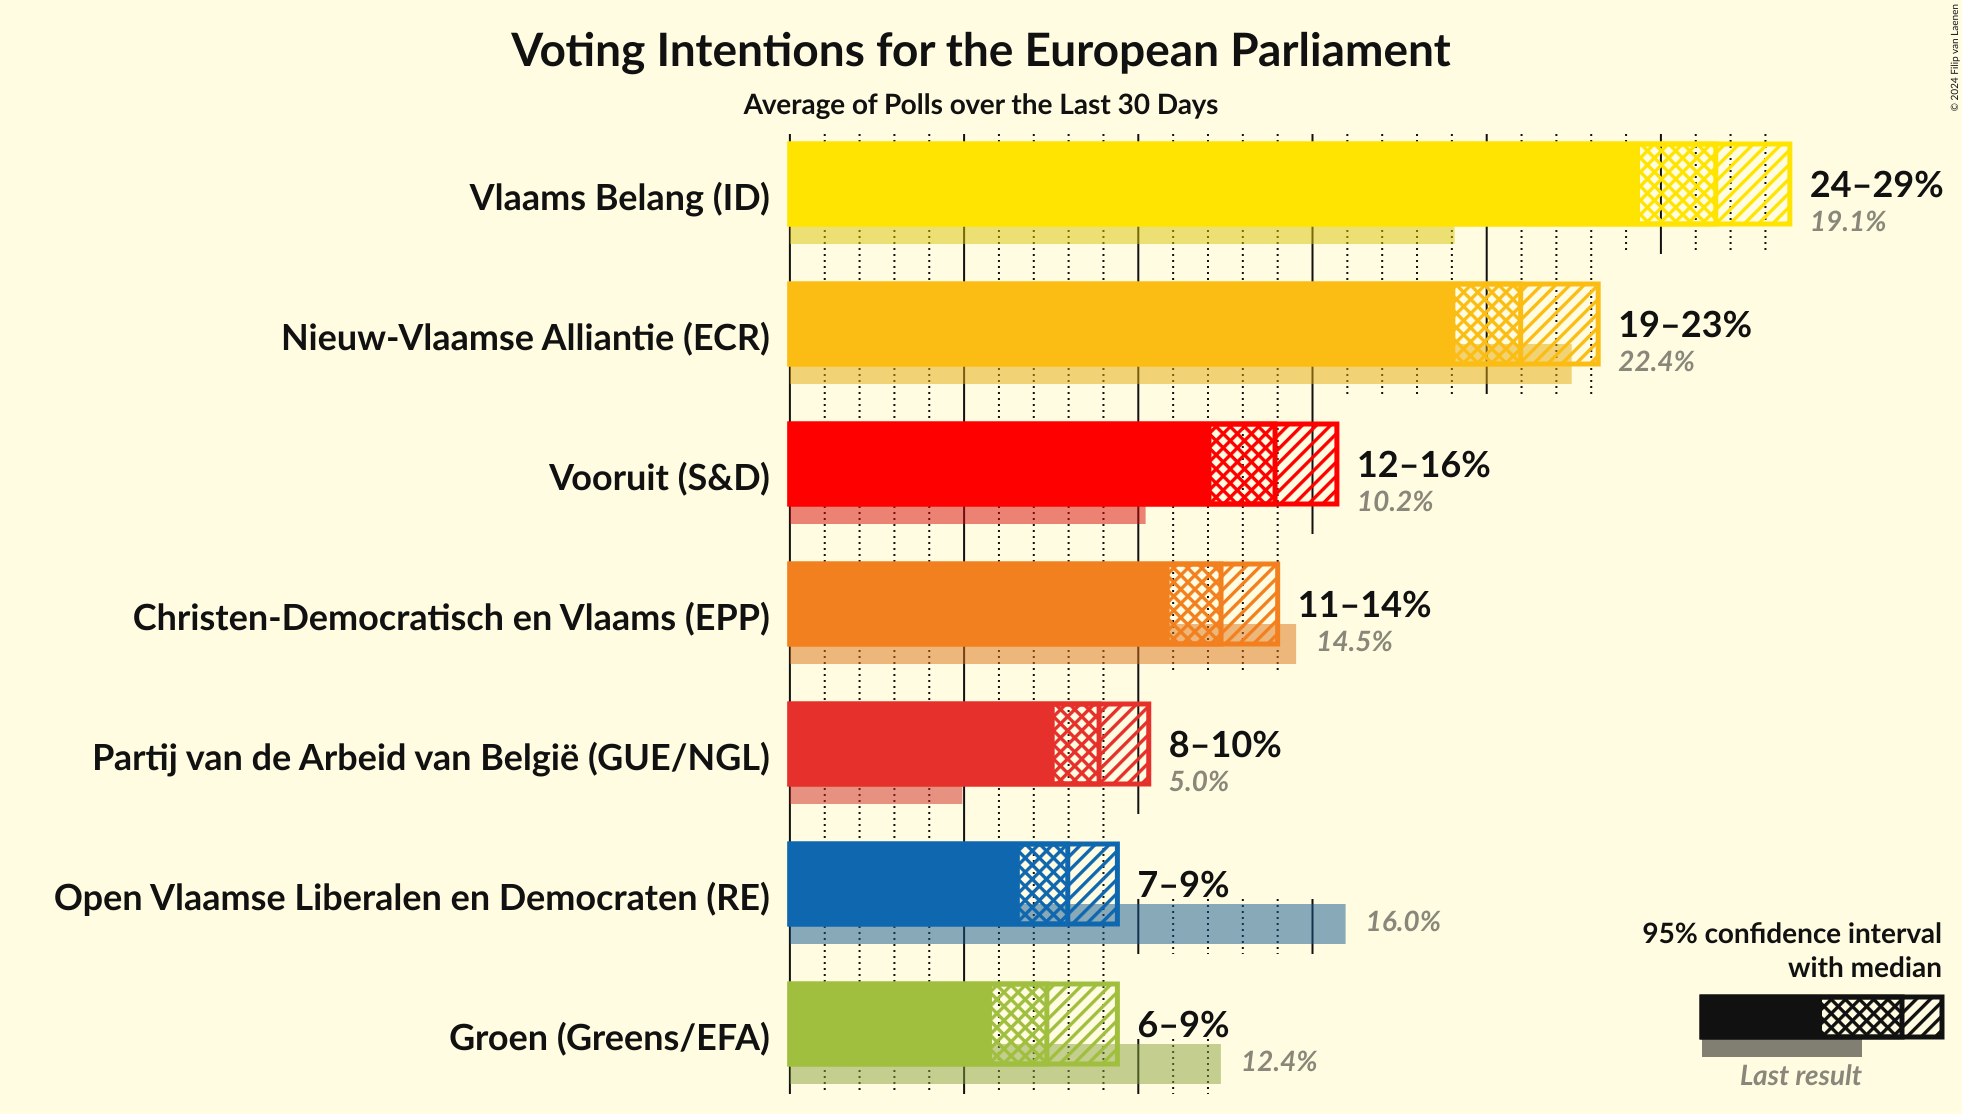 Voting Intentions for the European Parliament
Average of Polls over the Last 30 Days
© 2024 Filip van Laenen
Vlaams Belang (ID)
24–29%
19.1%
Nieuw-Vlaamse Alliantie (ECR)
19–23%
22.4%
Vooruit (S&D)
12–16%
10.2%
Christen-Democratisch en Vlaams (EPP)
11–14%
14.5%
Partij van de Arbeid van België (GUE/NGL)
8–10%
5.0%
Open Vlaamse Liberalen en Democraten (RE)
7–9%
16.0%
Groen (Greens/EFA)
6–9%
12.4%
95% confidence interval
with median
Last result